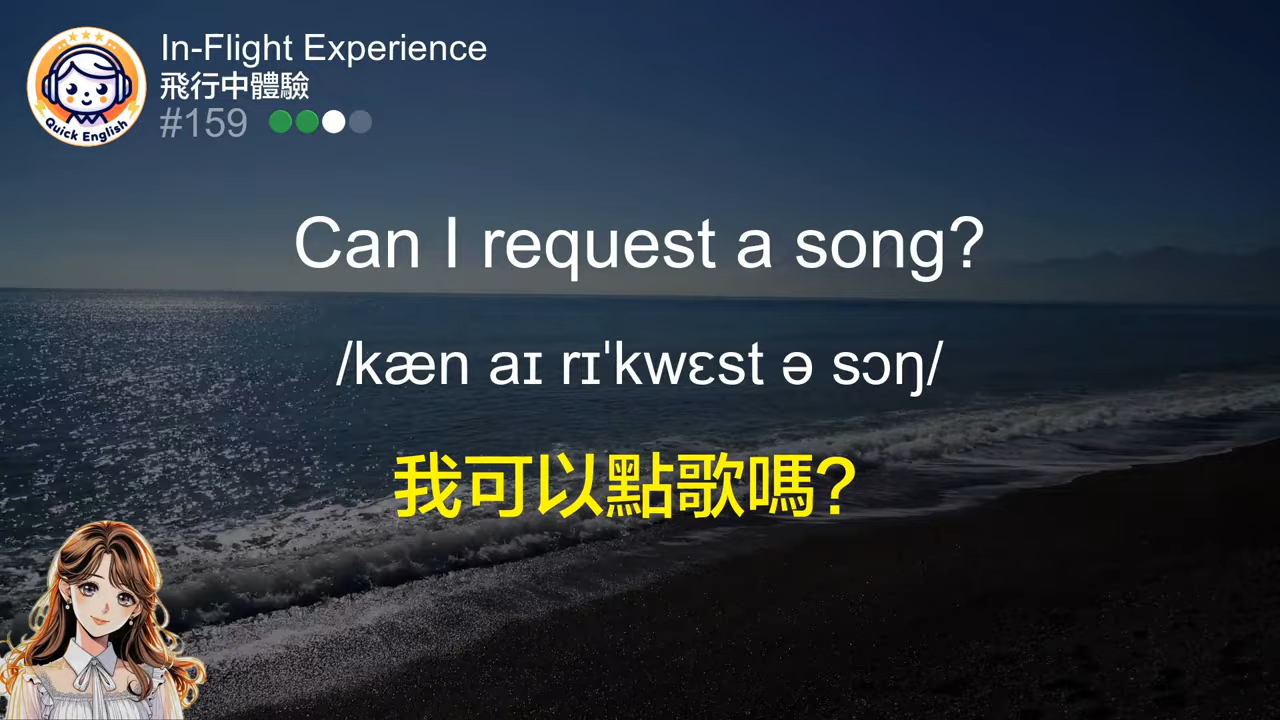 In-Flight Experience
飛行中體驗
#159
Quick English
Can I request a song?
/kæn aɪ rɪˈkwɛst ə sɔŋ/
我可以點歌嗎?